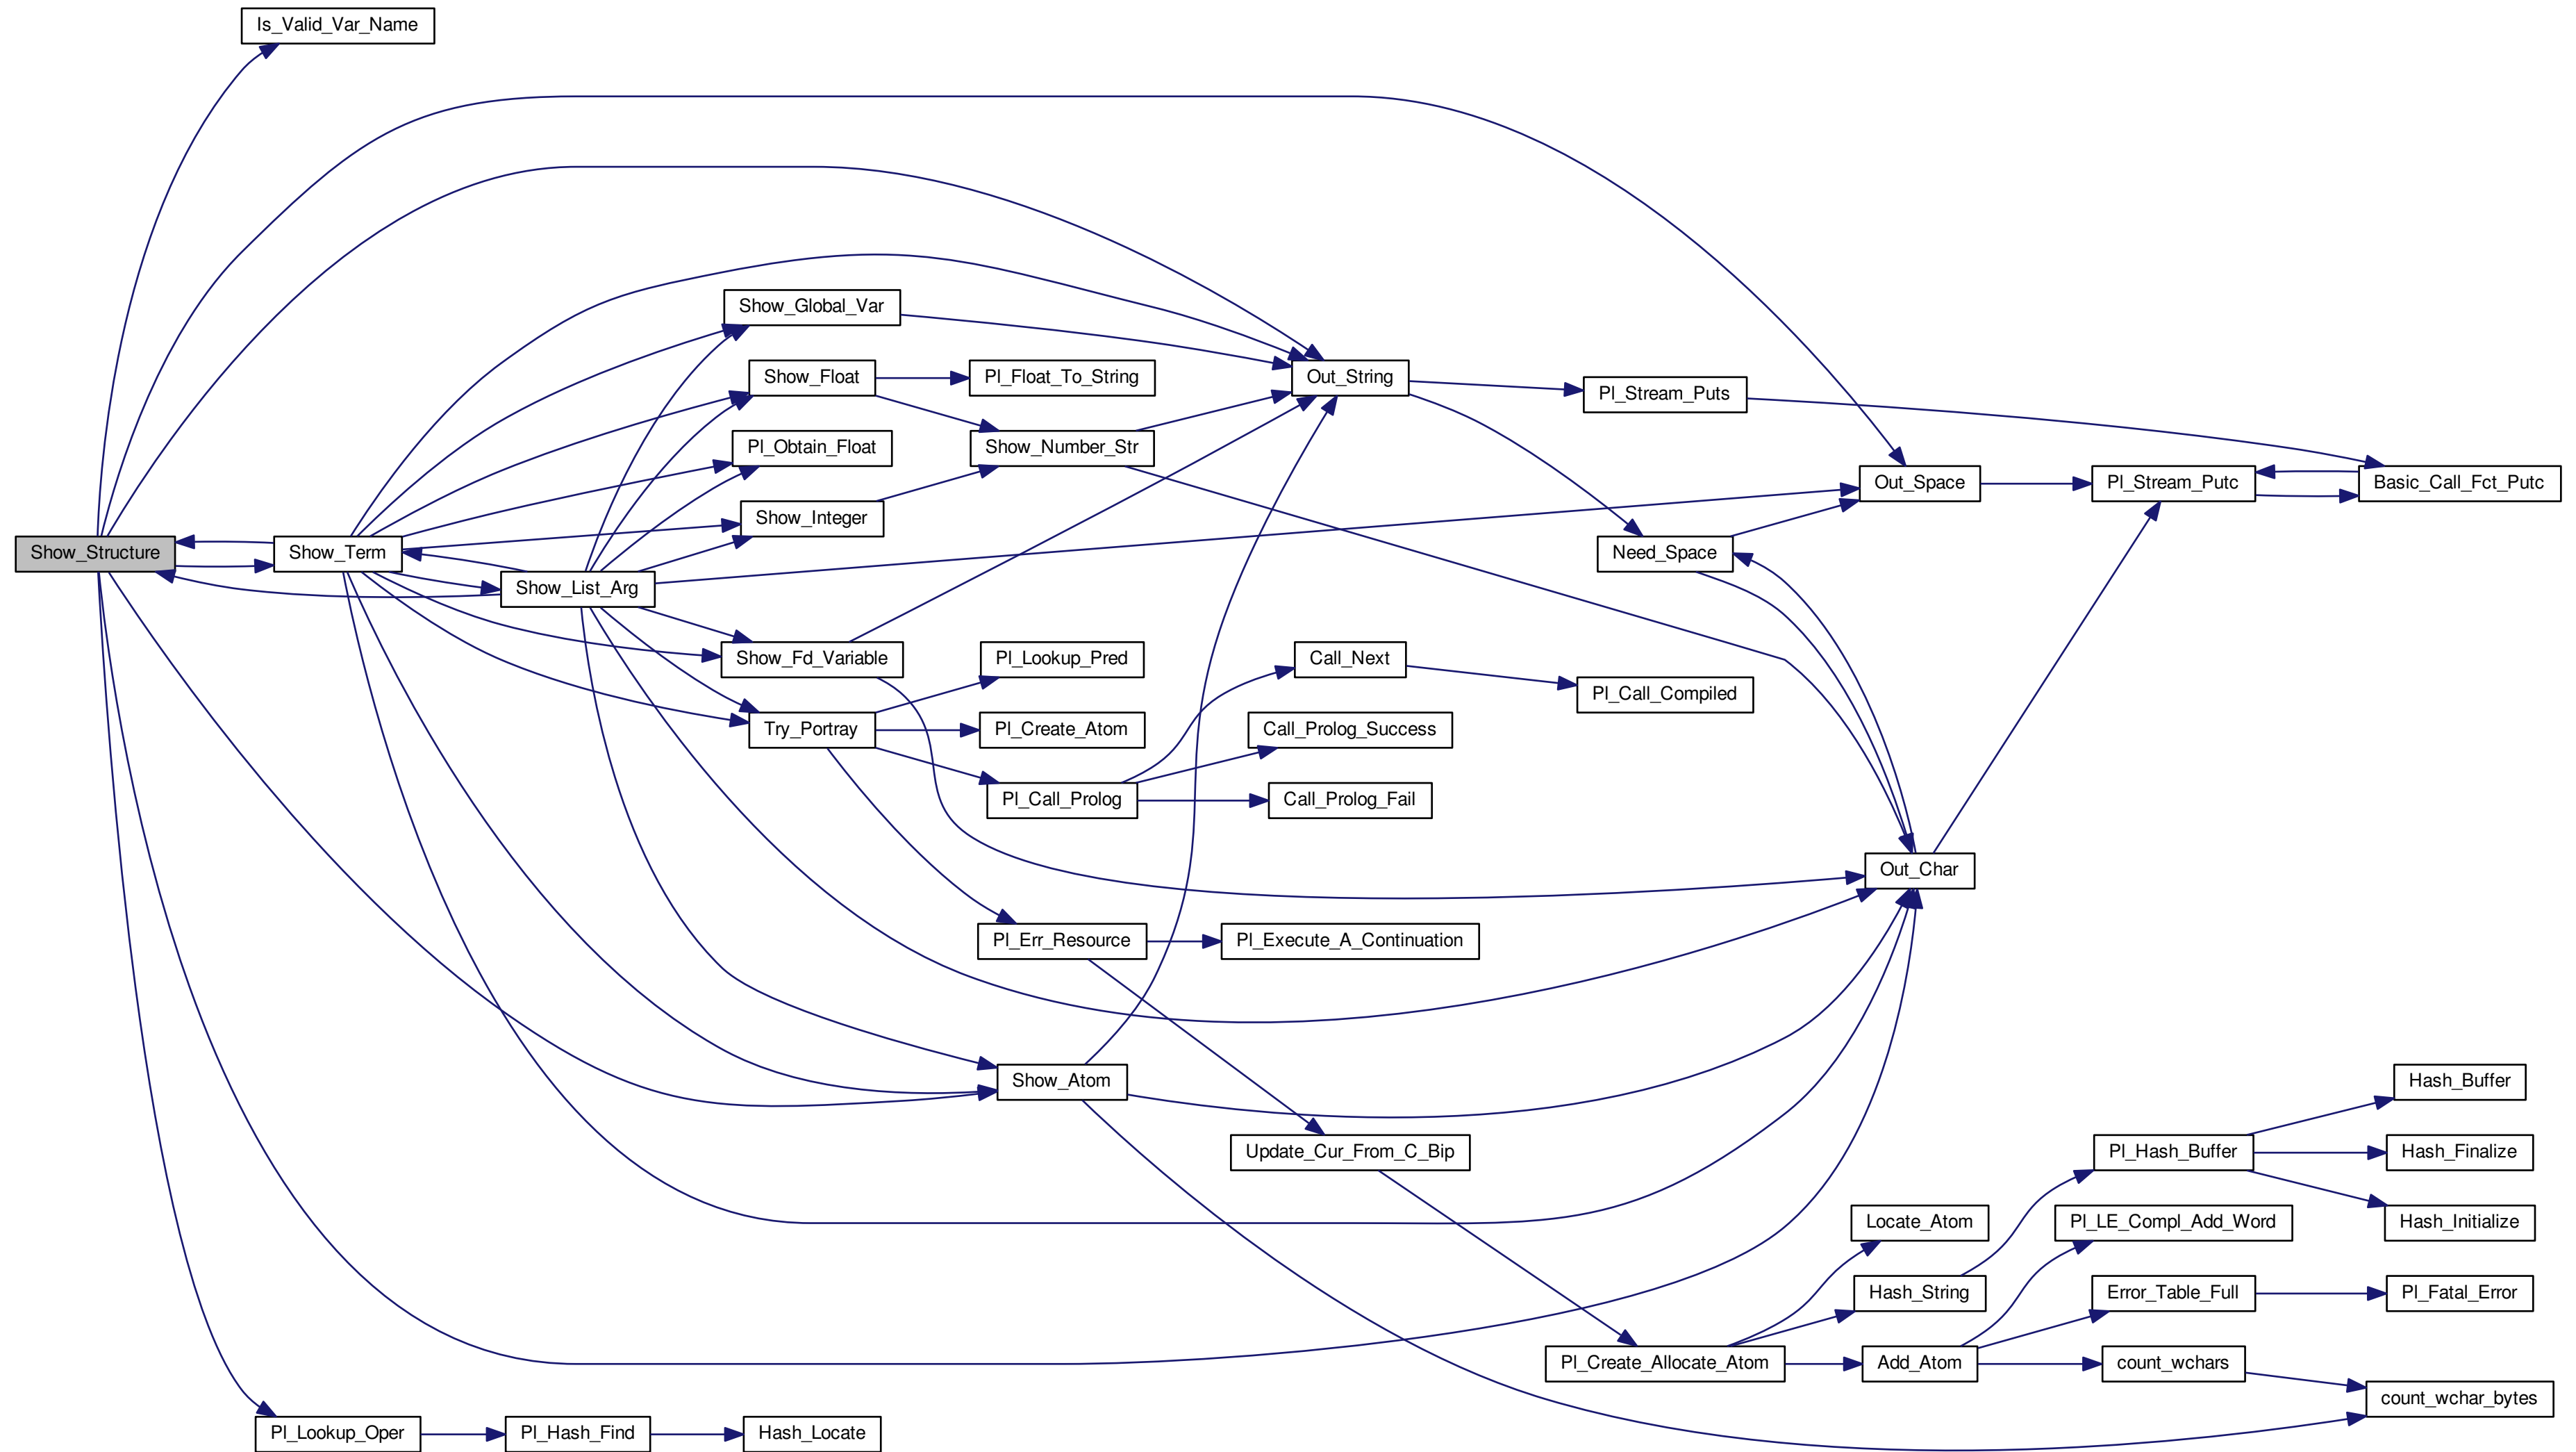 Is_Valid_Var_Name
Show_Global_Var
Show_Float
Pl_Float_To_String
Out_String
Pl_Stream_Puts
Pl_Obtain_Float
Show_Number_Str
Out_Space
Pl_Stream_Putc
Basic_Call_Fct_Putc
Show_Integer
Show_Structure
Show_Term
Need_Space
Show_List_Arg
Show_Fd_Variable
Pl_Lookup_Pred
Call_Next
Pl_Call_Compiled
Try_Portray
Pl_Create_Atom
Call_Prolog_Success
Pl_Call_Prolog
Call_Prolog_Fail
Out_Char
Pl_Err_Resource
Pl_Execute_A_Continuation
Show_Atom
Hash_Buffer
Update_Cur_From_C_Bip
Pl_Hash_Buffer
Hash_Finalize
Locate_Atom
Pl_LE_Compl_Add_Word
Hash_Initialize
Hash_String
Error_Table_Full
Pl_Fatal_Error
Pl_Create_Allocate_Atom
Add_Atom
count_wchars
count_wchar_bytes
Pl_Lookup_Oper
Pl_Hash_Find
Hash_Locate